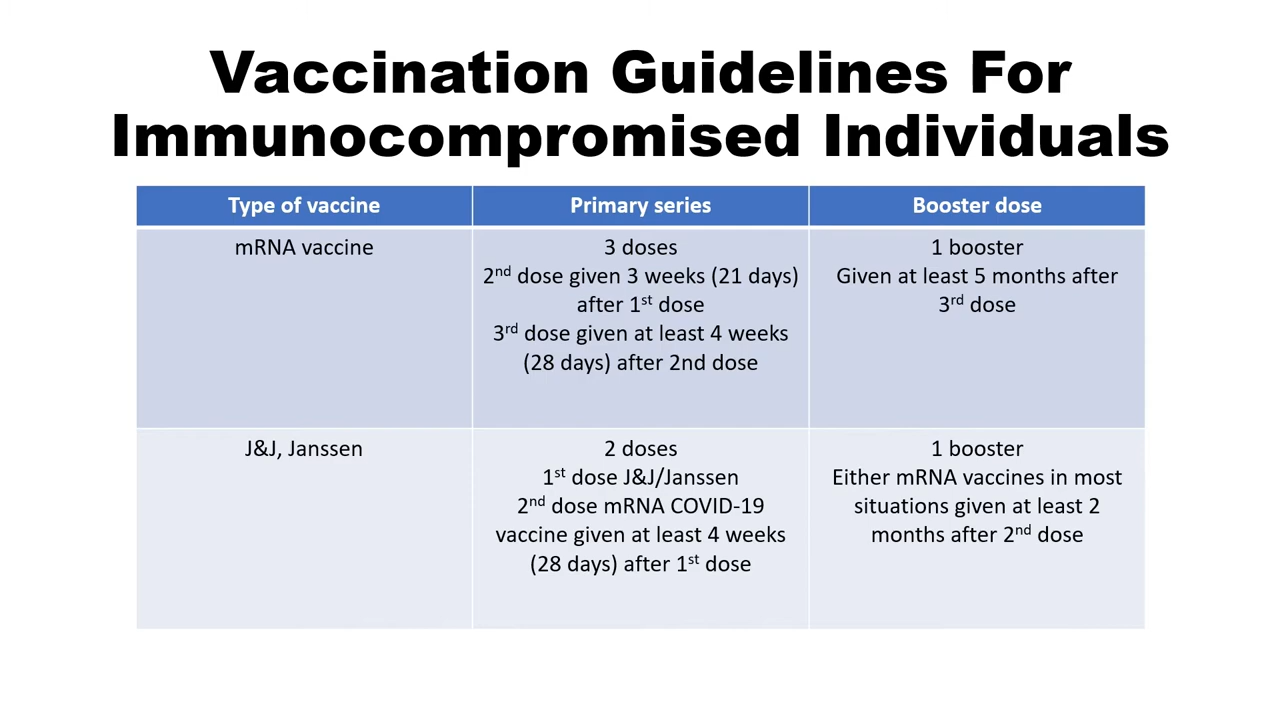 Vaccination Guidelines For
Immunocompromised Individuals
Type of vaccine
Primary series
Booster dose
mRNA vaccine
3 doses
2nd dose given 3 weeks (21 days)
after 1st dose
3rd dose given at least 4 weeks
(28 days) after 2nd dose
1 booster
Given at least 5 months after
3rd dose
J&J, Janssen
2 doses
1st dose J&J/Janssen
2nd dose mRNA COVID-19
vaccine given at least 4 weeks
(28 days) after 1st dose
1 booster
Either mRNA vaccines in most
situations given at least 2
months after 2nd dose